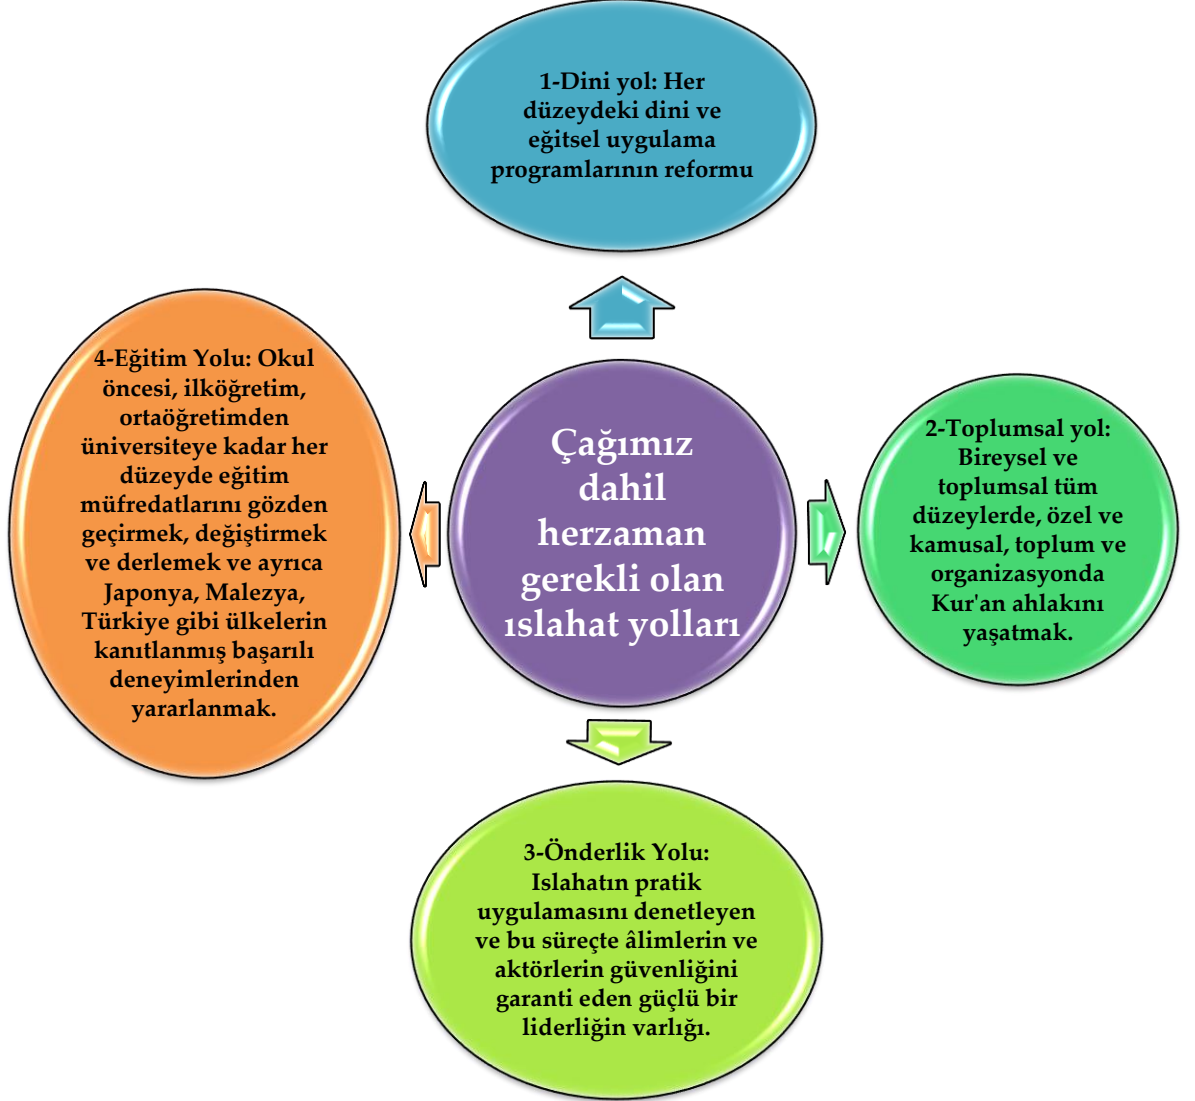 1-Dini yol: Her
düzeydeki dini ve
eğitsel uygulama
programlarının reformu
4-Eğitim Yolu: Okul
öncesi, ilköğretim,
ortaöğretimden
üniversiteye kadar her
düzeyde eğitim
müfredatlarını gözden
geçirmek, değiştirmek
ve derlemek ve ayrıca
Japonya, Malezya,
Türkiye gibi ülkelerin
kanıtlanmış başarılı
deneyimlerinden
yararlanmak.
Çağımız
dahil
herzaman
gerekli olan
ıslahat yolları
2-Toplumsal yol:
Bireysel ve
toplumsal tüm
düzeylerde, özel ve
kamusal, toplum ve
organizasyonda
Kur'an ahlakını
yaşatmak.
3-Önderlik Yolu:
Islahatın pratik
uygulamasını denetleyen
ve bu süreçte âlimlerin ve
aktörlerin güvenliğini
garanti eden güçlü bir
liderliğin varlığı.